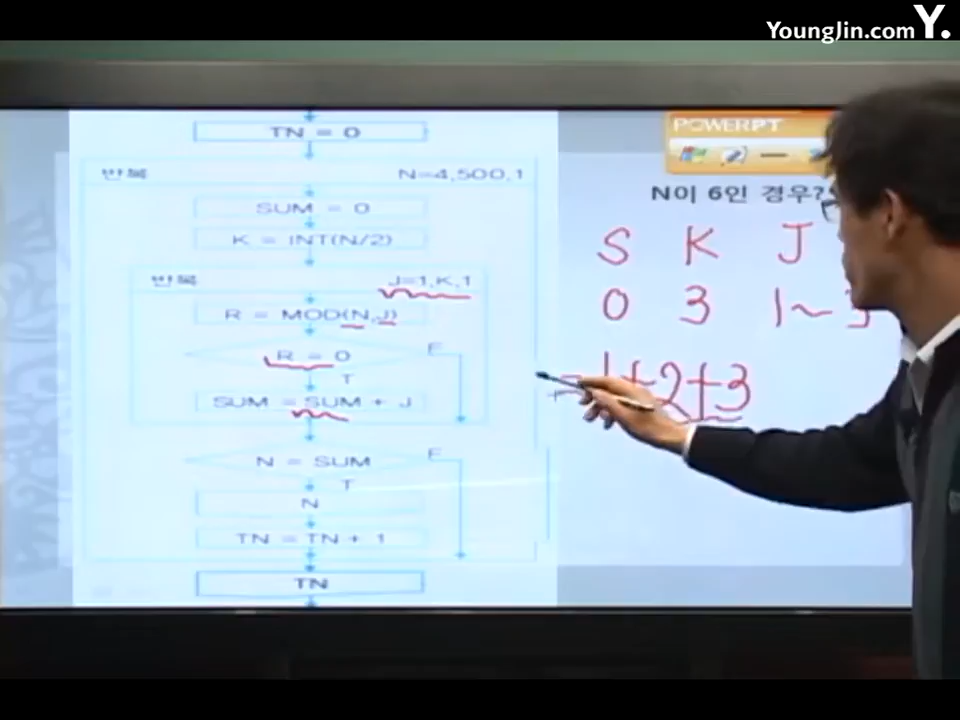 YoungJin.com Y.
TN = 0
반복 N=4,500,1
SUM = 0
K = INT(N/2)
반복 J=1,K,1
R = MOD(N,J)
R = 0 F
T
SUM = SUM + J
N = SUM F
T
N
TN = TN + 1
TN
POWERPT
N이 6인 경우?
S K J
0 3 1~3
1+2+3